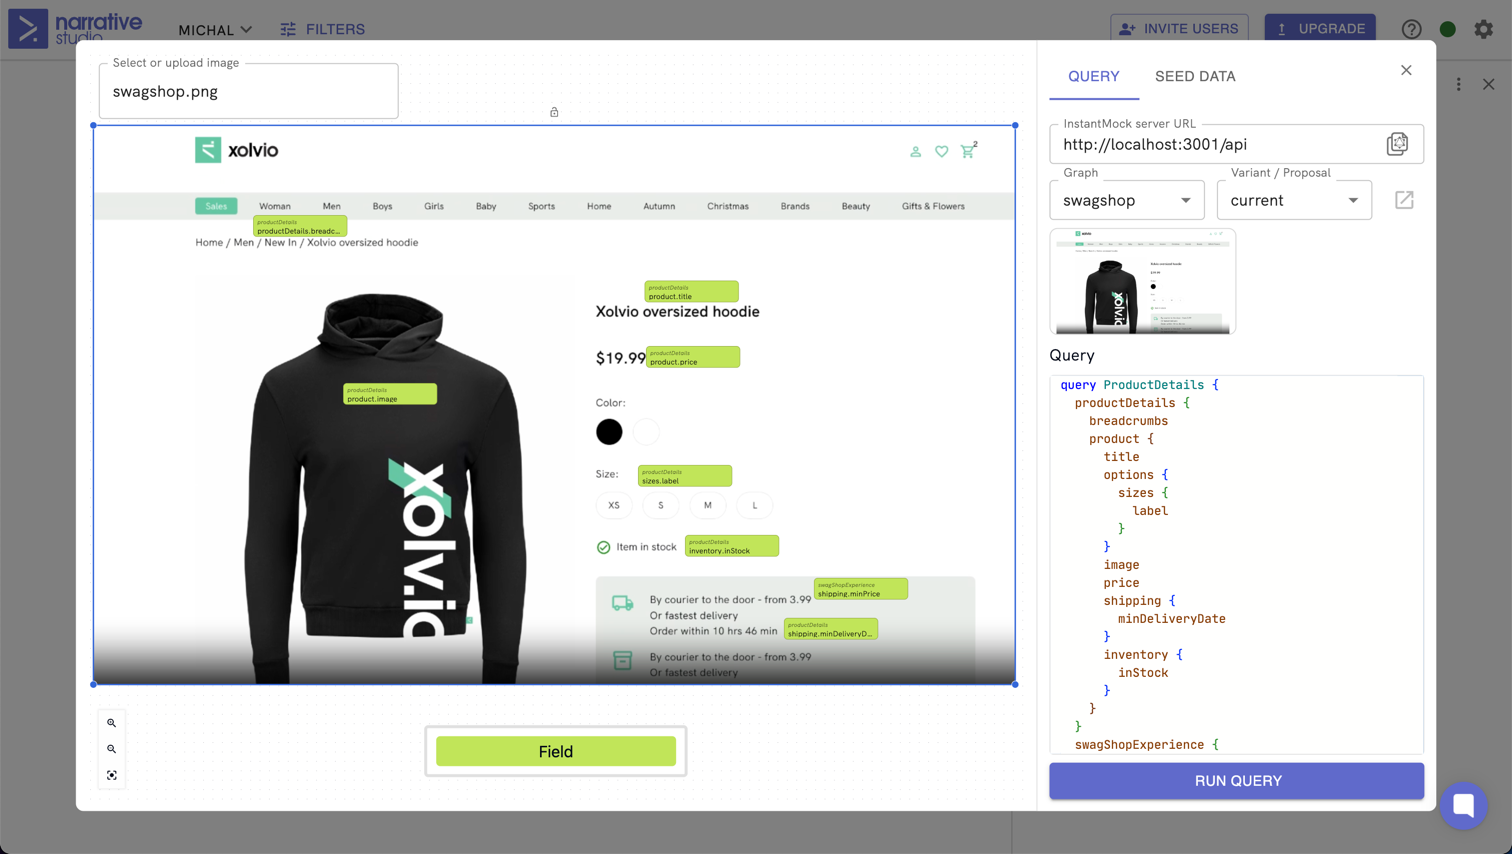 narrative
studio
MICHAL
FILTERS
INVITE USERS
UPGRADE
Select or upload image
swagshop.png
xolvio
2
Sales
Woman
Men
Boys
Girls
Baby
Sports
Home
Autumn
Christmas
Brands
Beauty
Gifts & Flowers
productDetails
productDetails.breadc...
Home / Men / New In / Xolvio oversized hoodie
productDetails
product.title
Xolvio oversized hoodie
$19.99
productDetails
product.price
productDetails
product.image
Color:
Size:
productDetails
sizes.label
XS
S
M
L
Item in stock
productDetails
inventory.inStock
swagShopExperience
shipping.minPrice
By courier to the door - from 3.99
Or fastest delivery
Order within 10 hrs 46 min
productDetails
shipping.minDeliveryD...
By courier to the door - from 3.99
Or fastest delivery
xolv.io
Field
QUERY
SEED DATA
InstantMock server URL
http://localhost:3001/api
Graph
swagshop
Variant / Proposal
current
Query
query ProductDetails {
productDetails {
breadcrumbs
product {
title
options {
sizes {
label
}
}
image
price
shipping {
minDeliveryDate
}
inventory {
inStock
}
}
}
swagShopExperience {
RUN QUERY